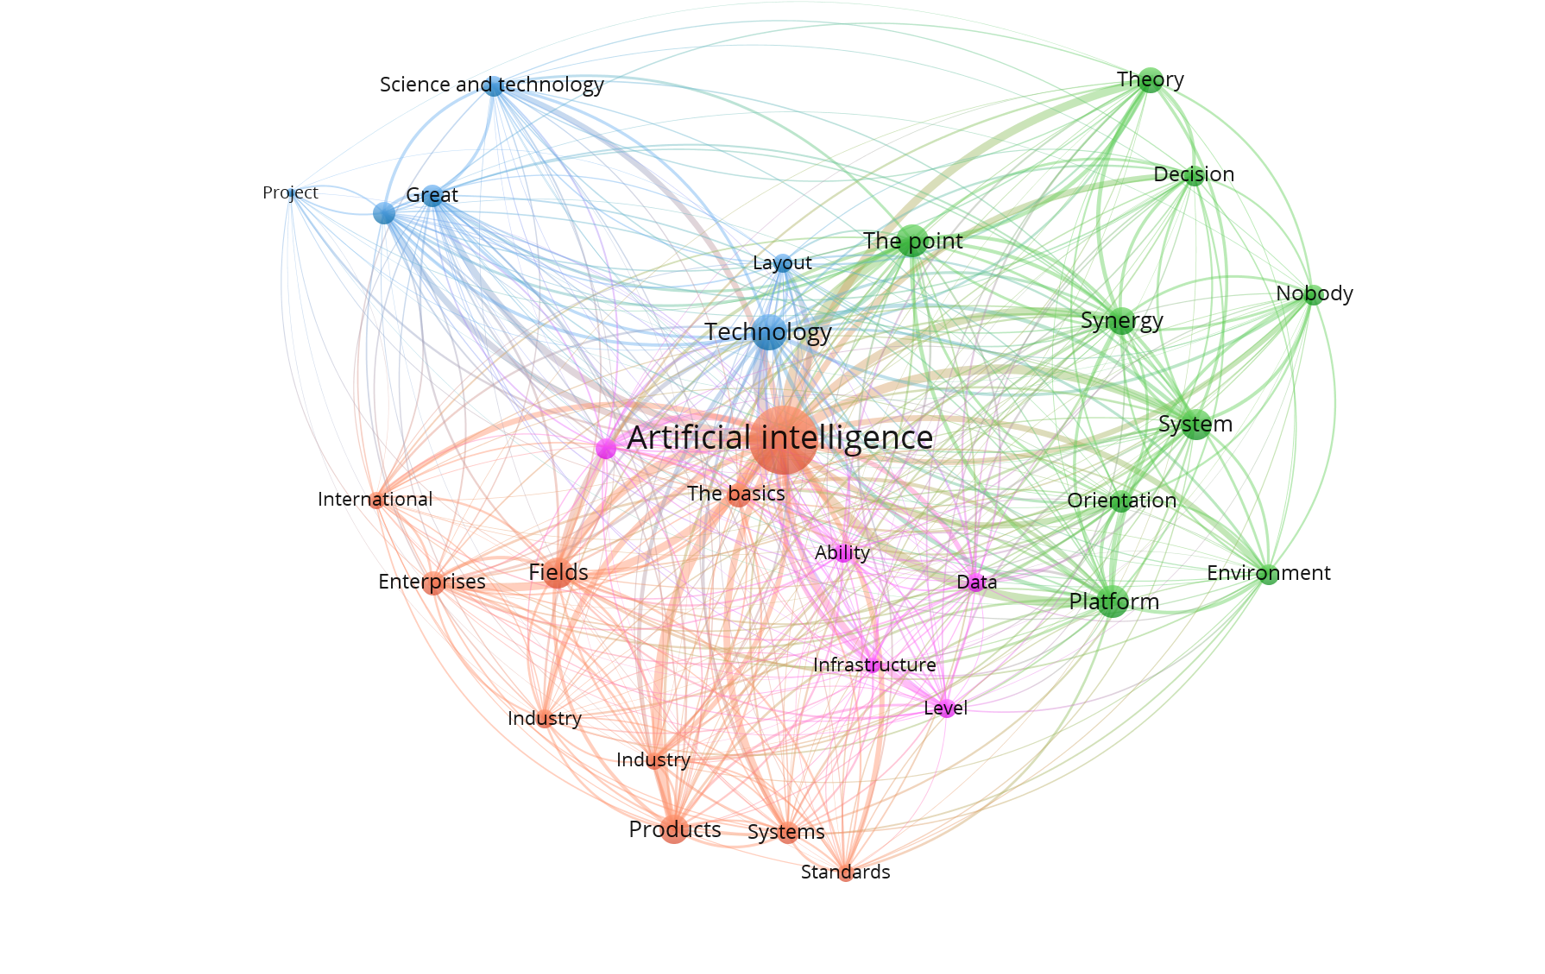 Science and technology
Theory
Decision
Project
Great
The point
Layout
Nobody
Technology
Synergy
System
Artificial intelligence
The basics
International
Orientation
Ability
Fields
Enterprises
Data
Environment
Platform
Infrastructure
Level
Industry
Industry
Products
Systems
Standards